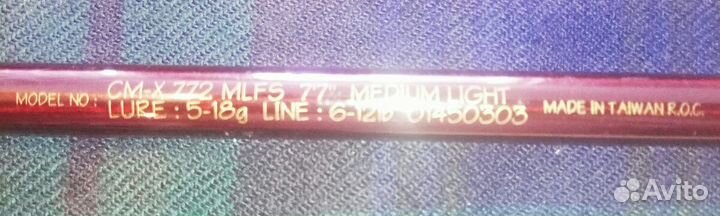 MODEL NO : CM-X 772 MLFS 7'7" MEDIUM LIGHT
LURE : 5-18g LINE : 6-12lb 01450303 MADE IN TAIWAN R.O.C.
Avito